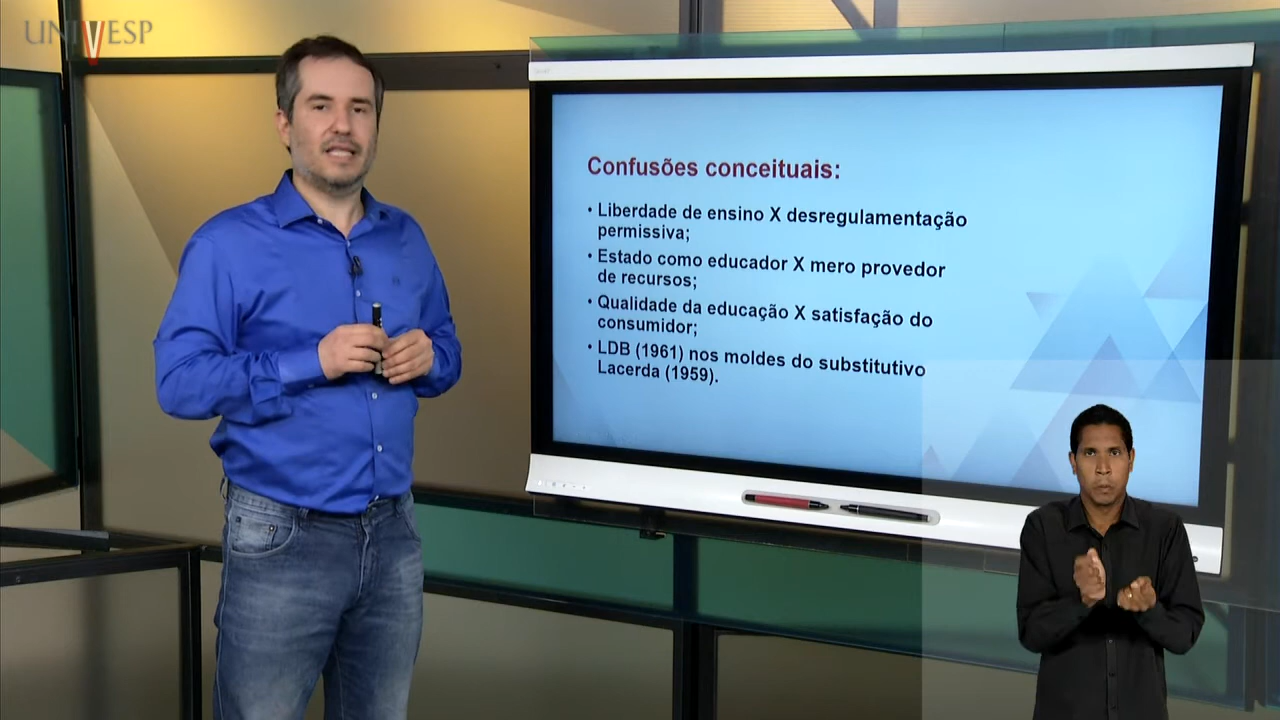 UNIVESP
Confusões conceituais:
• Liberdade de ensino X desregulamentação
permissiva;
• Estado como educador X mero provedor
de recursos;
• Qualidade da educação X satisfação do
consumidor;
• LDB (1961) nos moldes do substitutivo
Lacerda (1959).